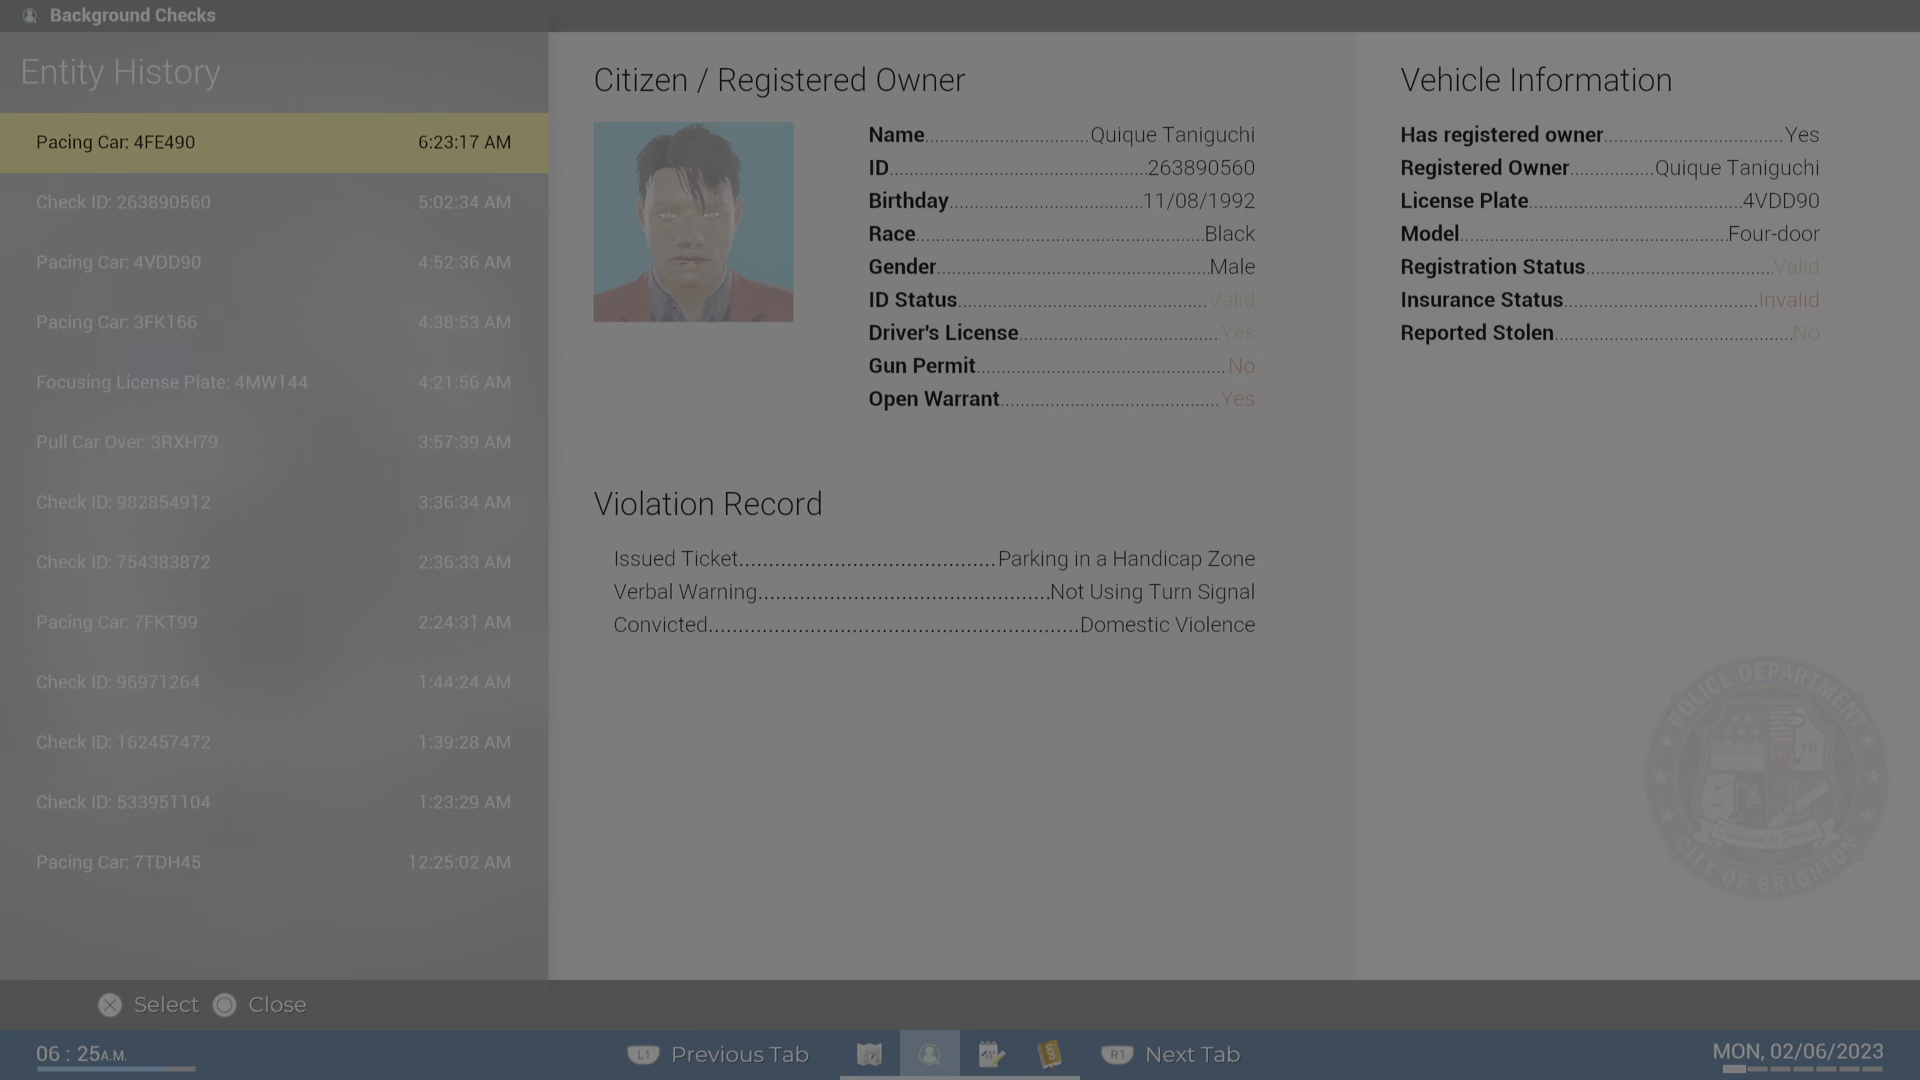 Background Checks
Entity History
Pacing Car: 4FE490 6:23:17 AM
Check ID: 263890560 5:02:34 AM
Pacing Car: 4VDD90 4:52:36 AM
Pacing Car: 3FK166 4:38:53 AM
Focusing License Plate: 4MW144 4:21:56 AM
Pull Car Over: 3RXH79 3:57:39 AM
Check ID: 982854912 3:36:34 AM
Check ID: 754383872 2:36:33 AM
Pacing Car: 7FKT99 2:24:31 AM
Check ID: 96971264 1:44:24 AM
Check ID: 162457472 1:39:28 AM
Check ID: 533951104 1:23:29 AM
Pacing Car: 7TDH45 12:25:02 AM
Citizen / Registered Owner
Name Quique Taniguchi
ID 263890560
Birthday 11/08/1992
Race Black
Gender Male
ID Status Valid
Driver's License Yes
Gun Permit No
Open Warrant Yes
Violation Record
Issued Ticket Parking in a Handicap Zone
Verbal Warning Not Using Turn Signal
Convicted Domestic Violence
Vehicle Information
Has registered owner Yes
Registered Owner Quique Taniguchi
License Plate 4VDD90
Model Four-door
Registration Status Valid
Insurance Status Invalid
Reported Stolen No
POLICE DEPARTMENT
CITY OF BRIGHTON
Select Close
06 : 25 A.M.
L1 Previous Tab
R1 Next Tab
MON, 02/06/2023